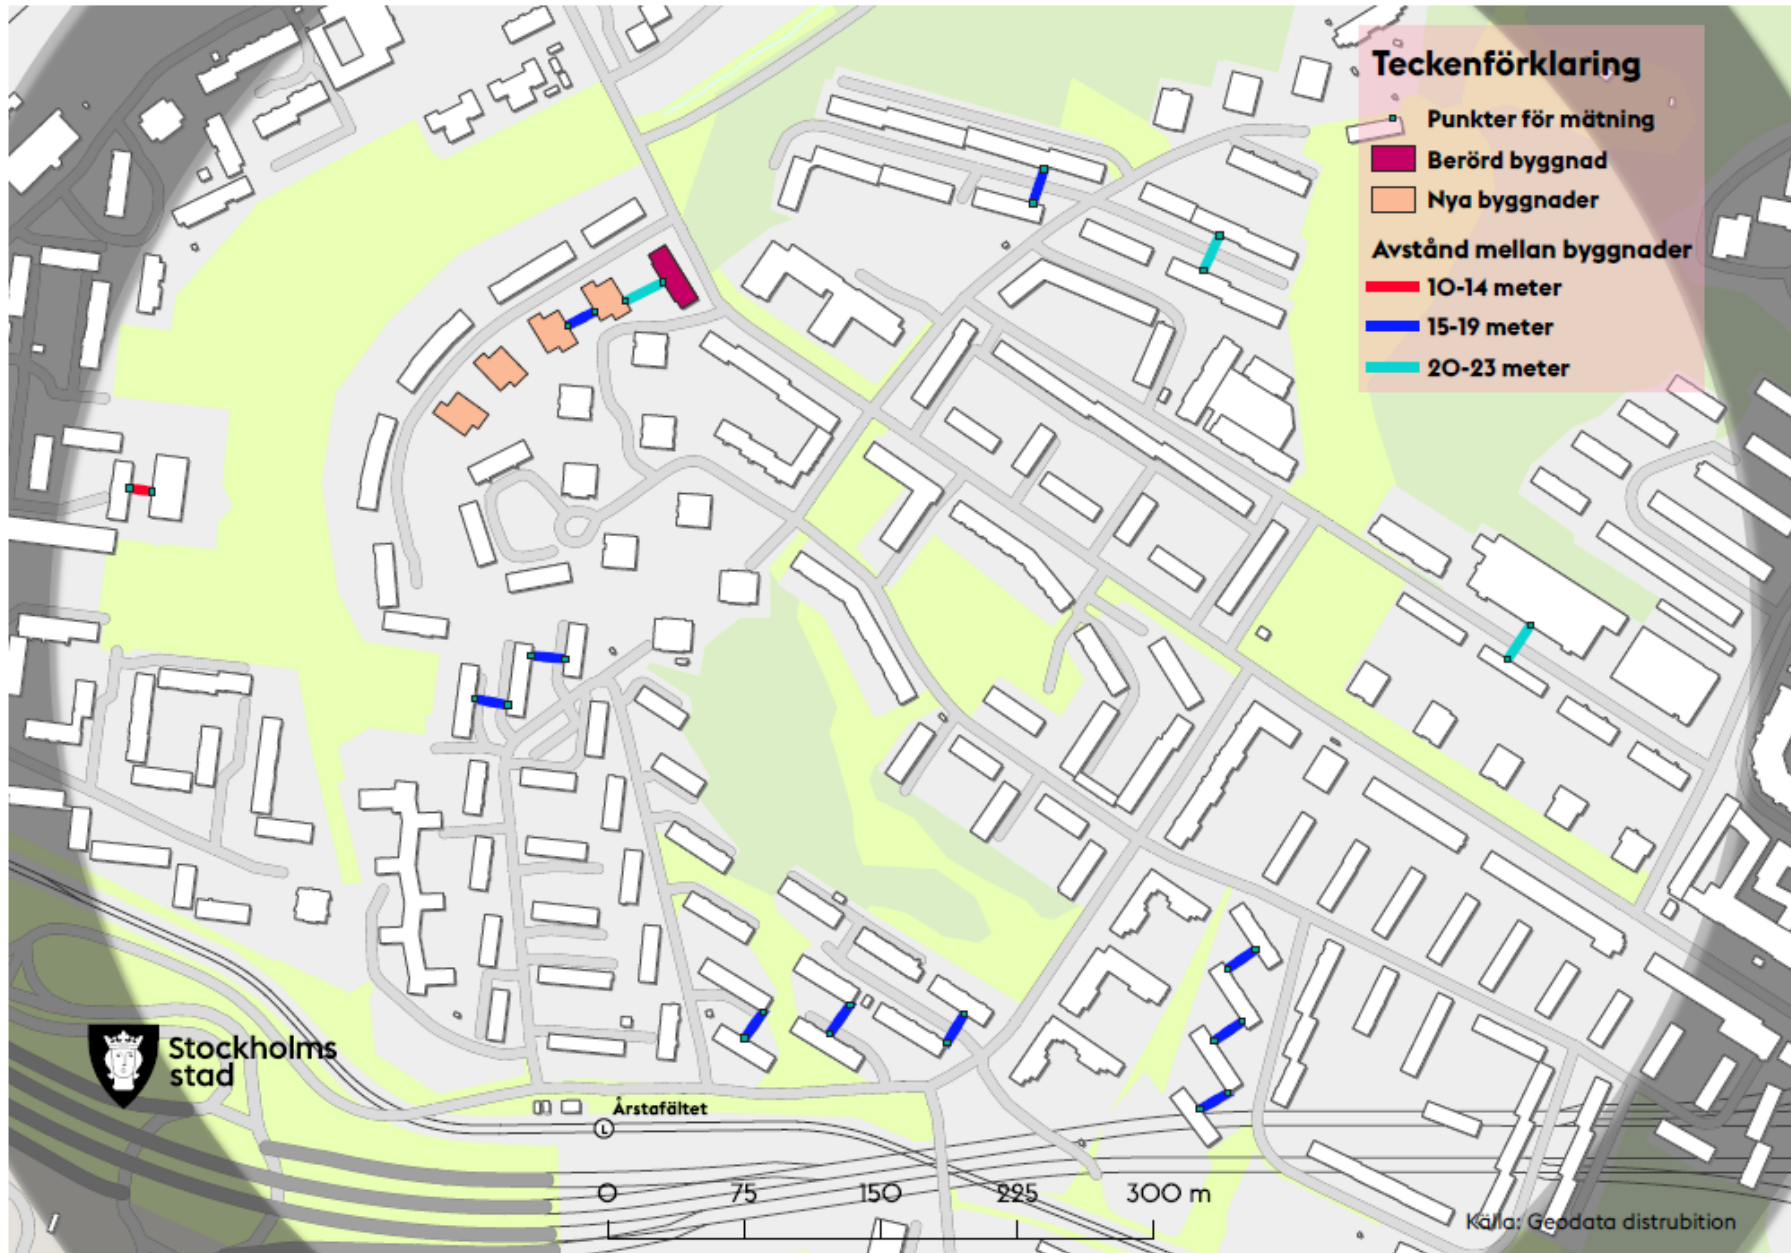 Teckenförklaring
Punkter för mätning
Berörd byggnad
Nya byggnader
Avstånd mellan byggnader
10-14 meter
15-19 meter
20-23 meter
Stockholms
stad
Årstafältet
L
0 75 150 225 300 m
Källa: Geodata distrubition